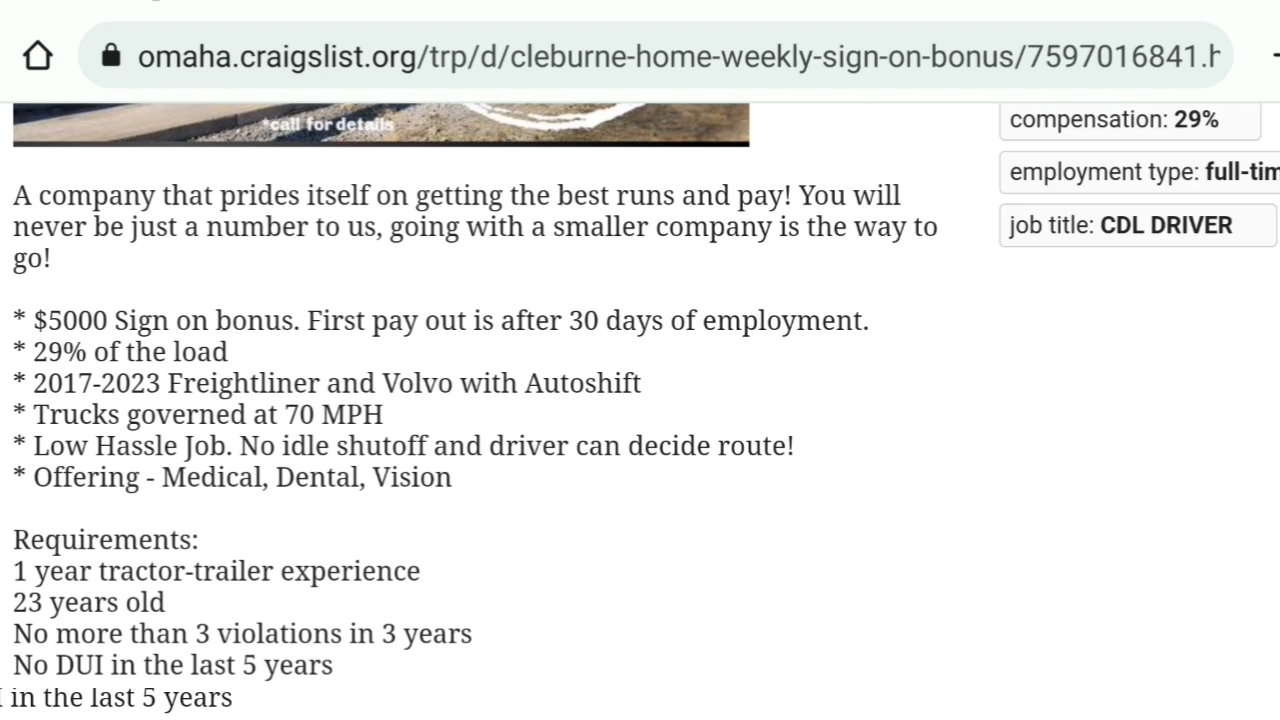 omaha.craigslist.org/trp/d/cleburne-home-weekly-sign-on-bonus/7597016841.h
*call for details
compensation: 29%
employment type: full-tim
job title: CDL DRIVER
A company that prides itself on getting the best runs and pay! You will
never be just a number to us, going with a smaller company is the way to
go!
* $5000 Sign on bonus. First pay out is after 30 days of employment.
* 29% of the load
* 2017-2023 Freightliner and Volvo with Autoshift
* Trucks governed at 70 MPH
* Low Hassle Job. No idle shutoff and driver can decide route!
* Offering - Medical, Dental, Vision
Requirements:
1 year tractor-trailer experience
23 years old
No more than 3 violations in 3 years
No DUI in the last 5 years
in the last 5 years